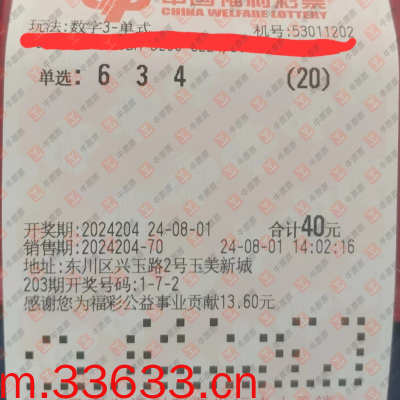 中国福利彩票
CHINA WELFARE LOTTERY
玩法:数字3-单式 机号:53011202
单选: 6 3 4 (20)
开奖期:2024204 24-08-01 合计40元
销售期:2024204-70 24-08-01 14:02:16
地址:东川区兴玉路2号玉美新城
203期开奖号码:1-7-2
感谢您为福彩公益事业贡献13.60元
m.33633.cn